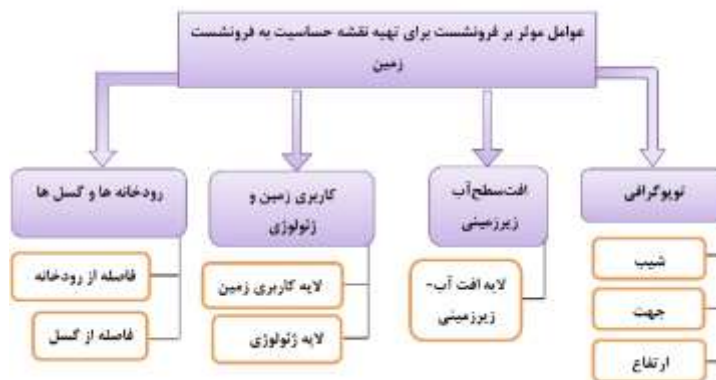 عوامل موثر بر فرونشست برای تهیه نقشه حساسیت به فرونشست
زمین
توپوگرافی
شیب
جهت
ارتفاع
افت‌سطح‌آب
زیرزمینی
لایه افت آب-
زیرزمینی
کاربری زمین و
ژئولوژی
لایه کاربری زمین
لایه ژئولوژی
رودخانه ها و گسل ها
فاصله از رودخانه
فاصله از گسل